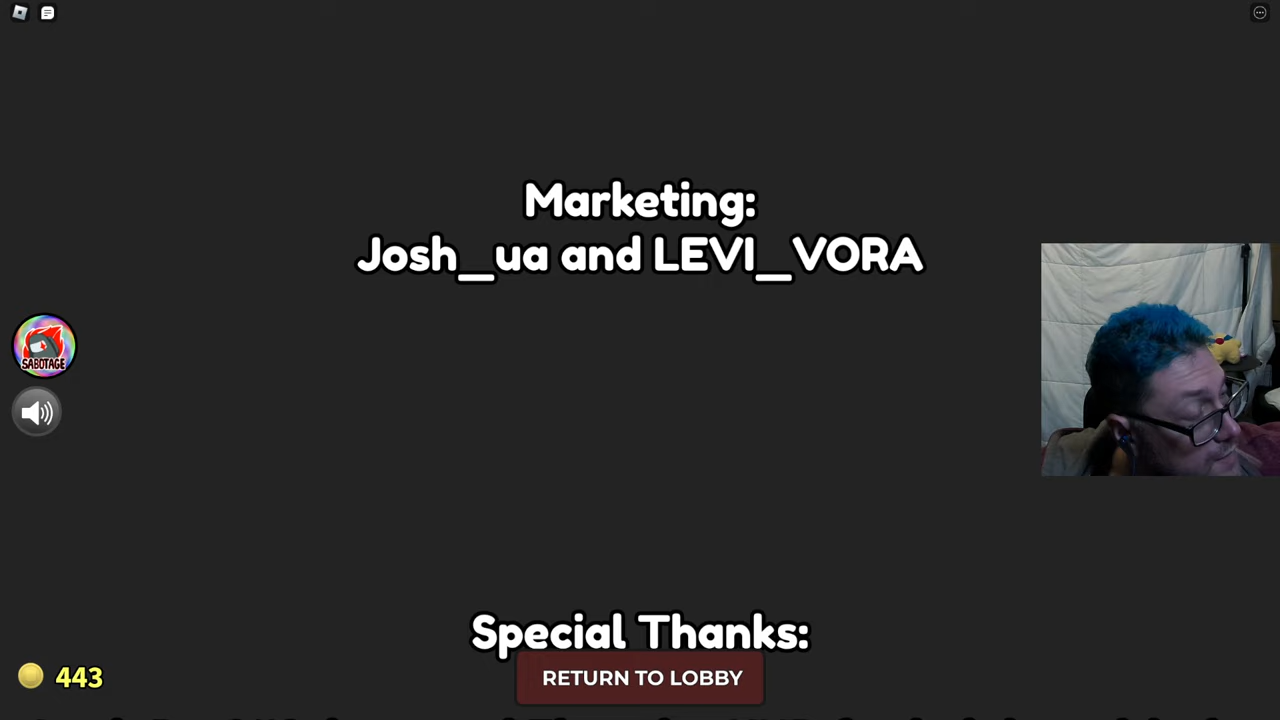 Marketing:
Josh_ua and LEVI_VORA
SABOTAGE
Special Thanks:
RETURN TO LOBBY
443